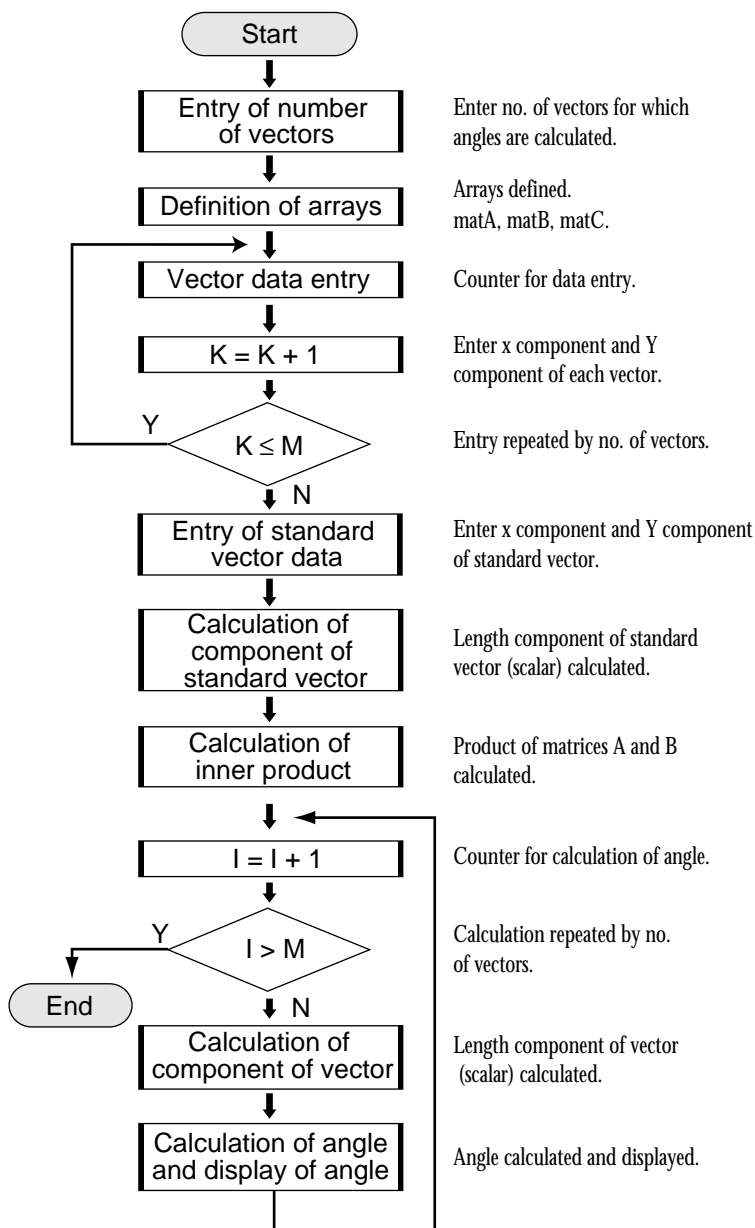 Start
Entry of number
of vectors
Enter no. of vectors for which
angles are calculated.
Definition of arrays
Arrays defined.
matA, matB, matC.
Vector data entry
Counter for data entry.
K = K + 1
Enter x component and Y
component of each vector.
Y
K ≤ M
Entry repeated by no. of vectors.
N
Entry of standard
vector data
Enter x component and Y component
of standard vector.
Calculation of
component of
standard vector
Length component of standard
vector (scalar) calculated.
Calculation of
inner product
Product of matrices A and B
calculated.
I = I + 1
Counter for calculation of angle.
Y
I > M
Calculation repeated by no.
of vectors.
End
N
Calculation of
component of vector
Length component of vector
(scalar) calculated.
Calculation of angle
and display of angle
Angle calculated and displayed.